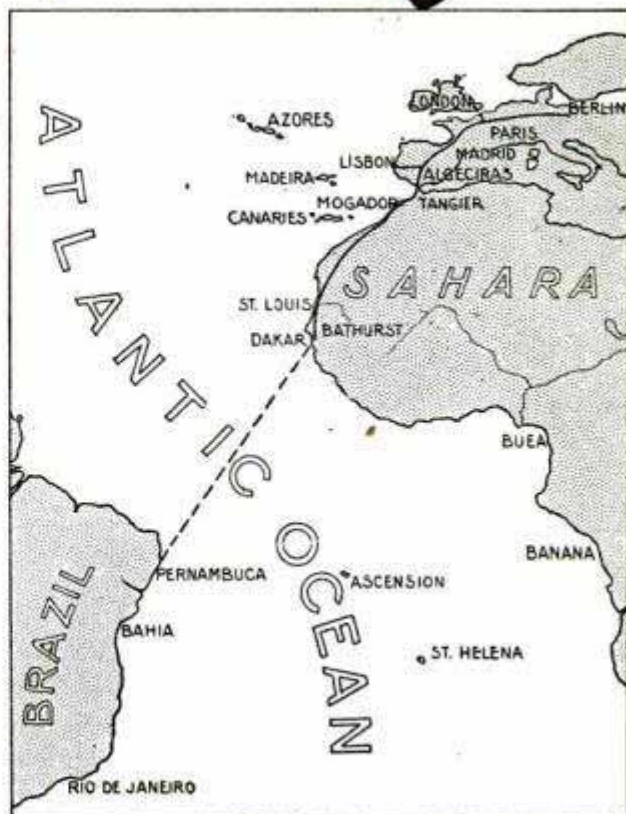 ATLANTIC OCEAN
AZORES
LONDON
BERLIN
PARIS
LISBON
MADRID
MADEIRA
ALGECIRAS
MOGADOR
TANGIER
CANARIES
SAHARA
ST. LOUIS
DAKAR
BATHURST
BUEA
BANANA
PERNAMBUCA
ASCENSION
BRAZIL
BAHIA
ST. HELENA
RIO DE JANEIRO